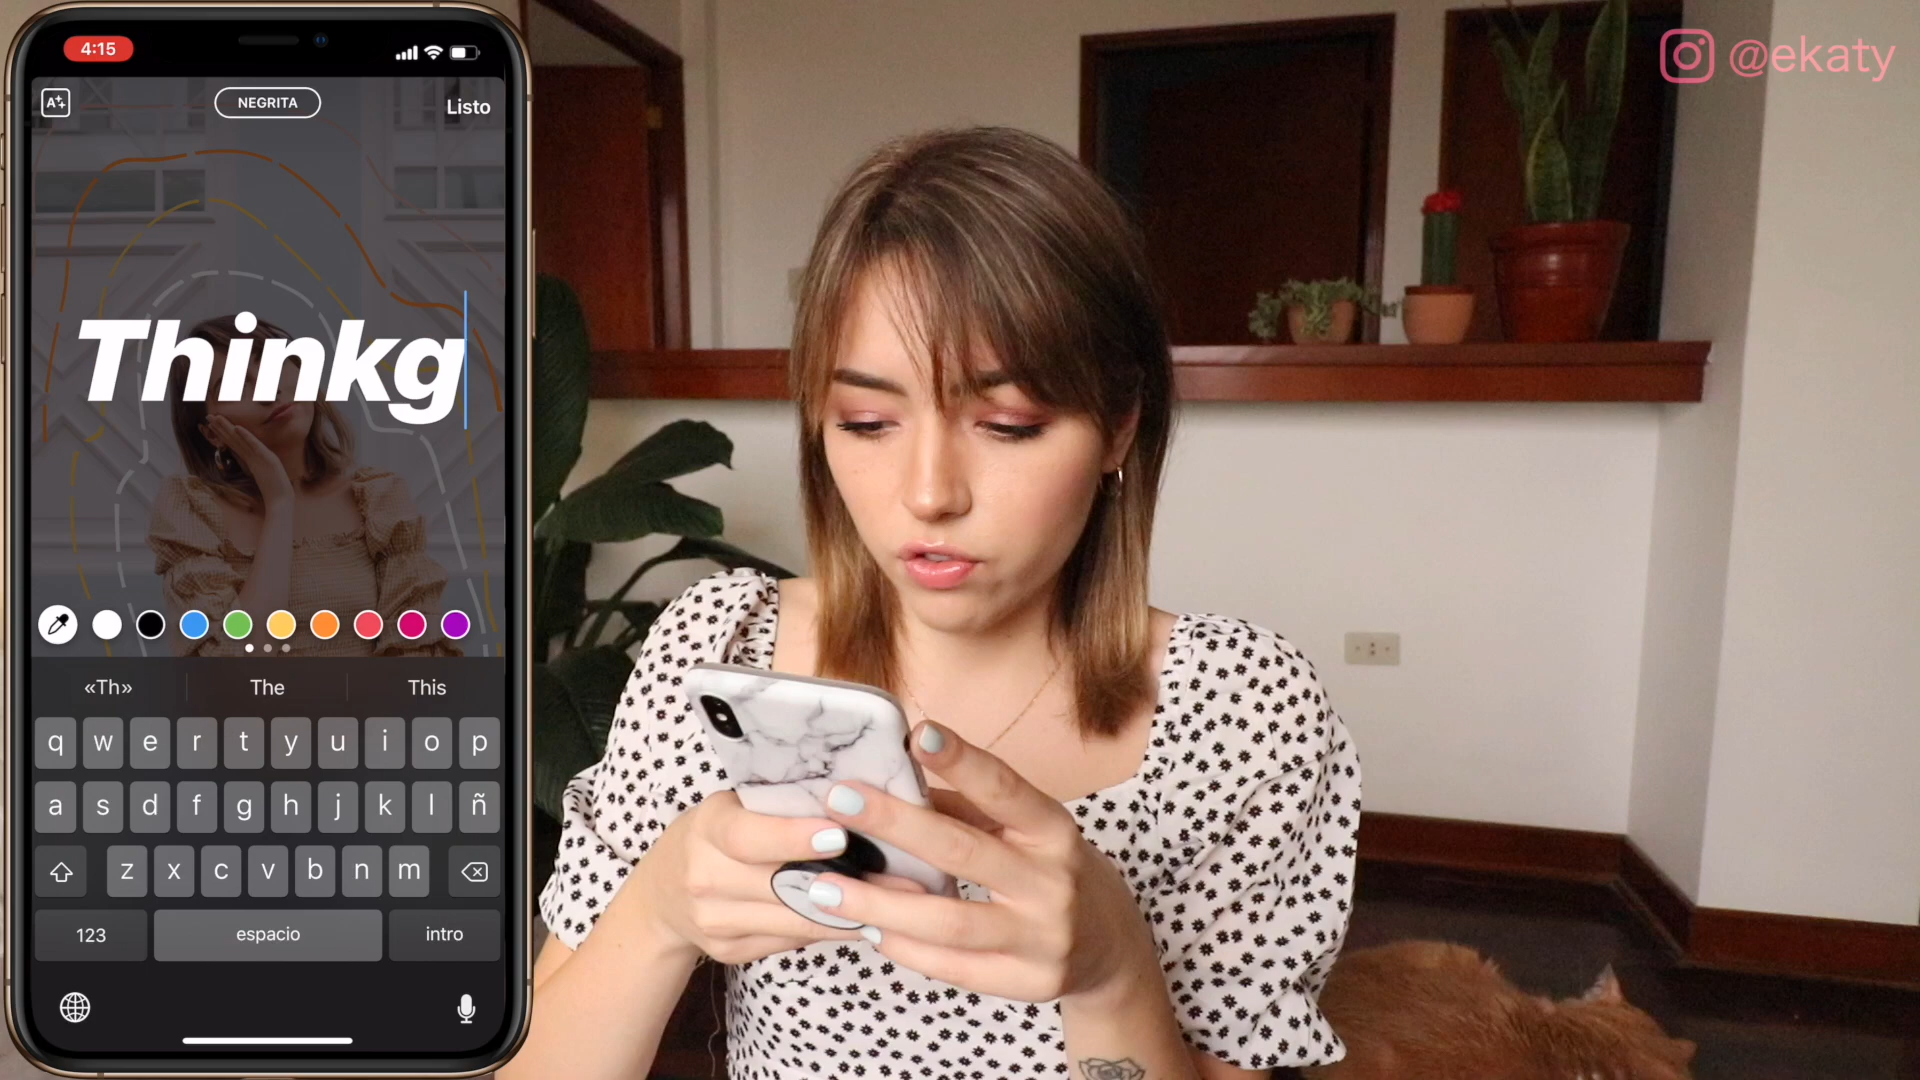 4:15
A
NEGRITA
Listo
Thinkg
«Th» The This
q w e r t y u i o p
a s d f g h j k l ñ
z x c v b n m
123 espacio intro
@ekaty